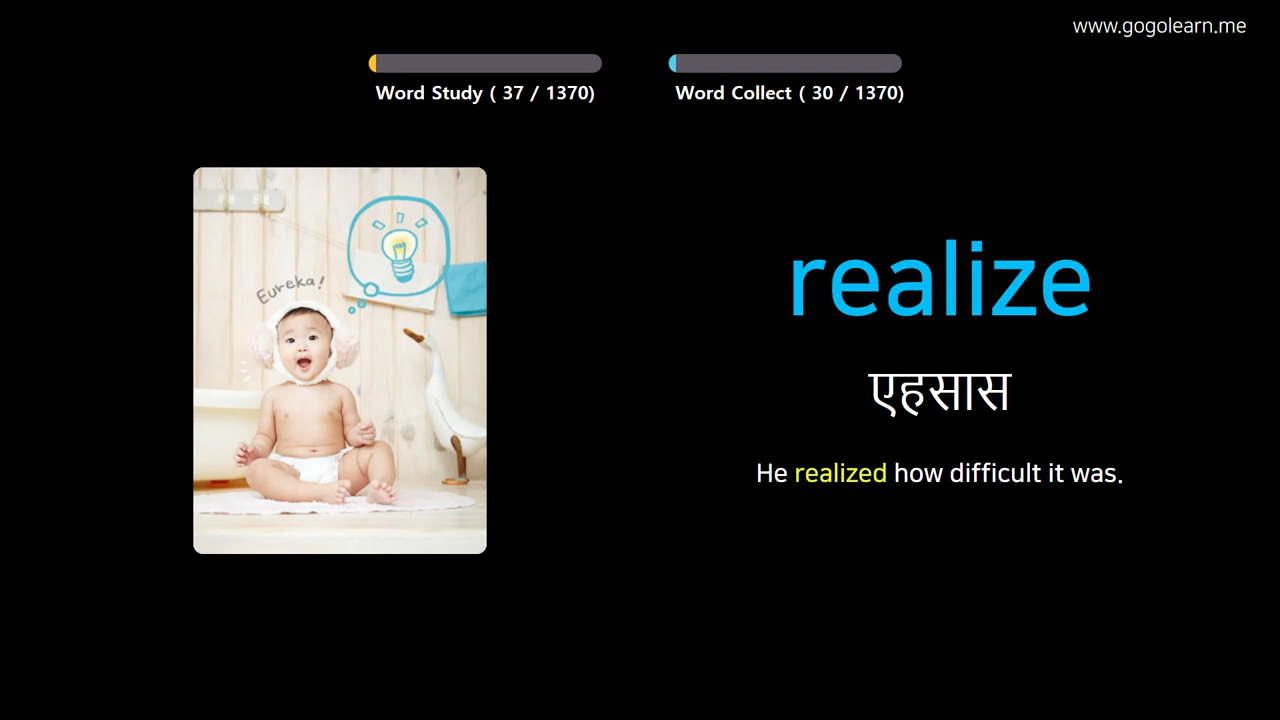 www.gogolearn.me
Word Study ( 37 / 1370)
Word Collect ( 30 / 1370)
Eureka!
realize
एहसास
He realized how difficult it was.